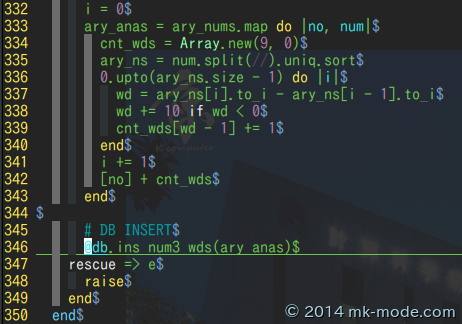 332 i = 0$
333 ary_anas = ary_nums.map do |no, num|$
334 cnt_wds = Array.new(9, 0)$
335 ary_ns = num.split(//).uniq.sort$
336 0.upto(ary_ns.size - 1) do |i|$
337 wd = ary_ns[i].to_i - ary_ns[i - 1].to_i$
338 wd += 10 if wd < 0$
339 cnt_wds[wd - 1] += 1$
340 end$
341 i += 1$
342 [no] + cnt_wds$
343 end$
344 $
345 # DB INSERT$
346 @db.ins_num3_wds(ary_anas)$
347 rescue => e$
348 raise$
349 end$
350 end$
© 2014 mk-mode.com